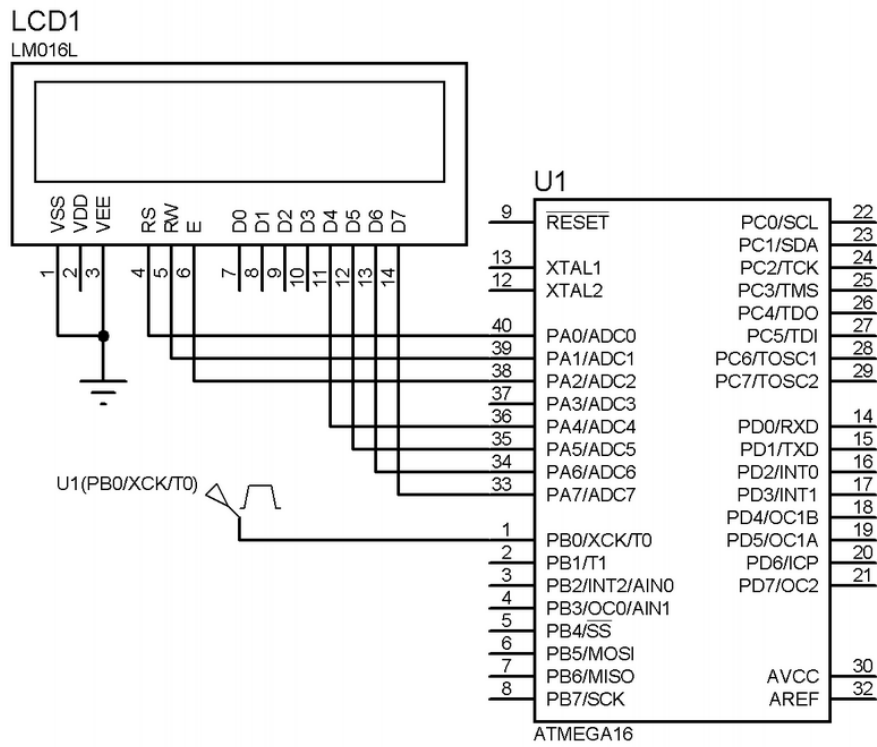 LCD1
LM016L
VSS
VDD
VEE
RS
RW
E
D0
D1
D2
D3
D4
D5
D6
D7
1
2
3
4
5
6
7
8
9
10
11
12
13
14
U1
9 RESET PC0/SCL 22
PC1/SDA 23
13 XTAL1 PC2/TCK 24
12 XTAL2 PC3/TMS 25
PC4/TDO 26
40 PA0/ADC0 PC5/TDI 27
39 PA1/ADC1 PC6/TOSC1 28
38 PA2/ADC2 PC7/TOSC2 29
37 PA3/ADC3
36 PA4/ADC4 PD0/RXD 14
35 PA5/ADC5 PD1/TXD 15
34 PA6/ADC6 PD2/INT0 16
33 PA7/ADC7 PD3/INT1 17
PD4/OC1B 18
U1(PB0/XCK/T0)
1 PB0/XCK/T0 PD5/OC1A 19
2 PB1/T1 PD6/ICP 20
3 PB2/INT2/AIN0 PD7/OC2 21
4 PB3/OC0/AIN1
5 PB4/SS
6 PB5/MOSI
7 PB6/MISO AVCC 30
8 PB7/SCK AREF 32
ATMEGA16